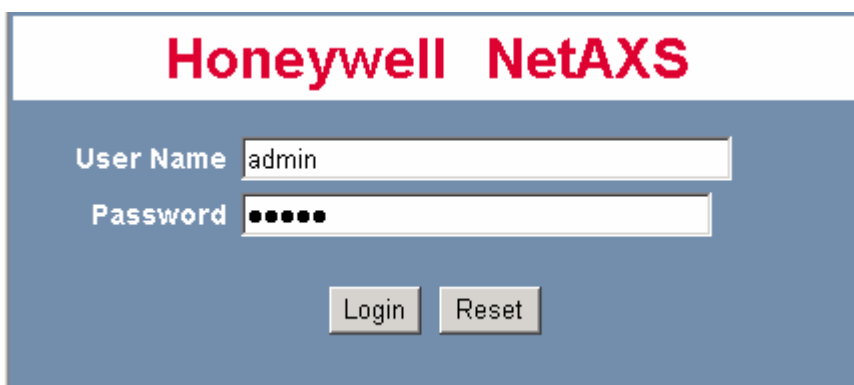 Honeywell NetAXS
User Name admin
Password •••••
Login Reset